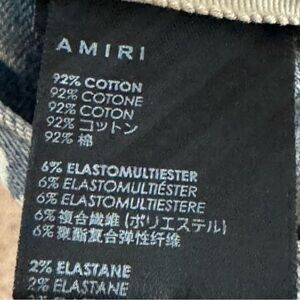 AMIRI
92% COTTON
92% COTONE
92% COTON
92% コットン
92% 棉
6% ELASTOMULTIESTER
6% ELASTOMULTIÉSTER
6% ELASTOMULTIESTERE
6% 複合繊維 (ポリエステル)
6% 聚酯复合弹性纤维
2% ELASTANE
2% ELASTANE